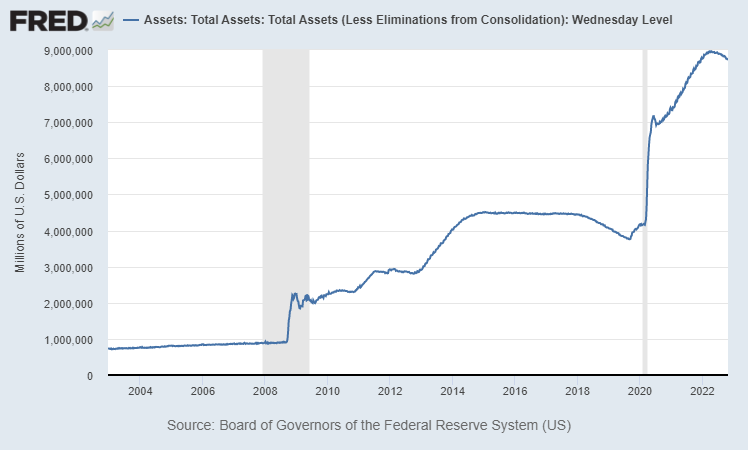 FRED Assets: Total Assets: Total Assets (Less Eliminations from Consolidation): Wednesday Level
9,000,000
8,000,000
7,000,000
6,000,000
5,000,000
4,000,000
3,000,000
2,000,000
1,000,000
0
Millions of U.S. Dollars
2004 2006 2008 2010 2012 2014 2016 2018 2020 2022
Source: Board of Governors of the Federal Reserve System (US)